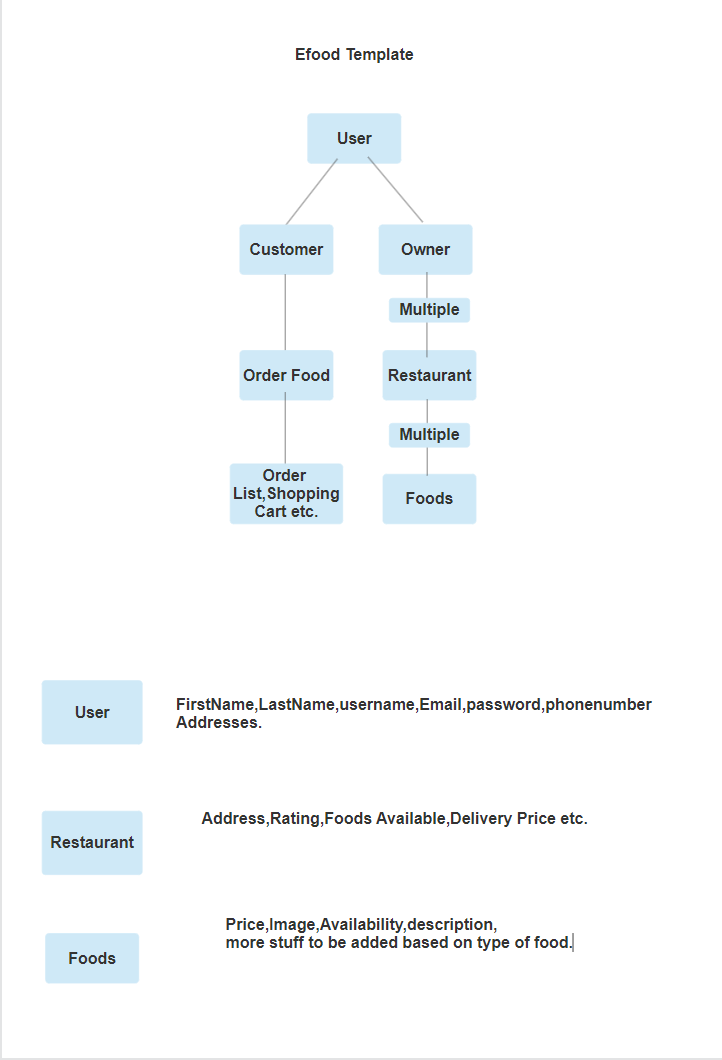 Efood Template
User
Customer
Owner
Multiple
Order Food
Restaurant
Multiple
Order
List,Shopping
Cart etc.
Foods
User
FirstName,LastName,username,Email,password,phonenumber
Addresses.
Restaurant
Address,Rating,Foods Available,Delivery Price etc.
Foods
Price,Image,Availability,description,
more stuff to be added based on type of food.